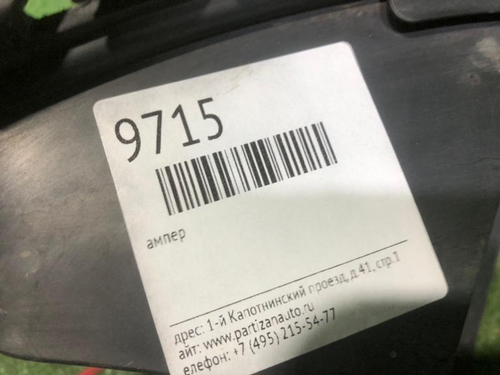 9715
ампер
дрес: 1-й Капотнинский проезд, д.41, стр.1
айт: www.partizanauto.ru
елефон: +7 (495) 215-54-77